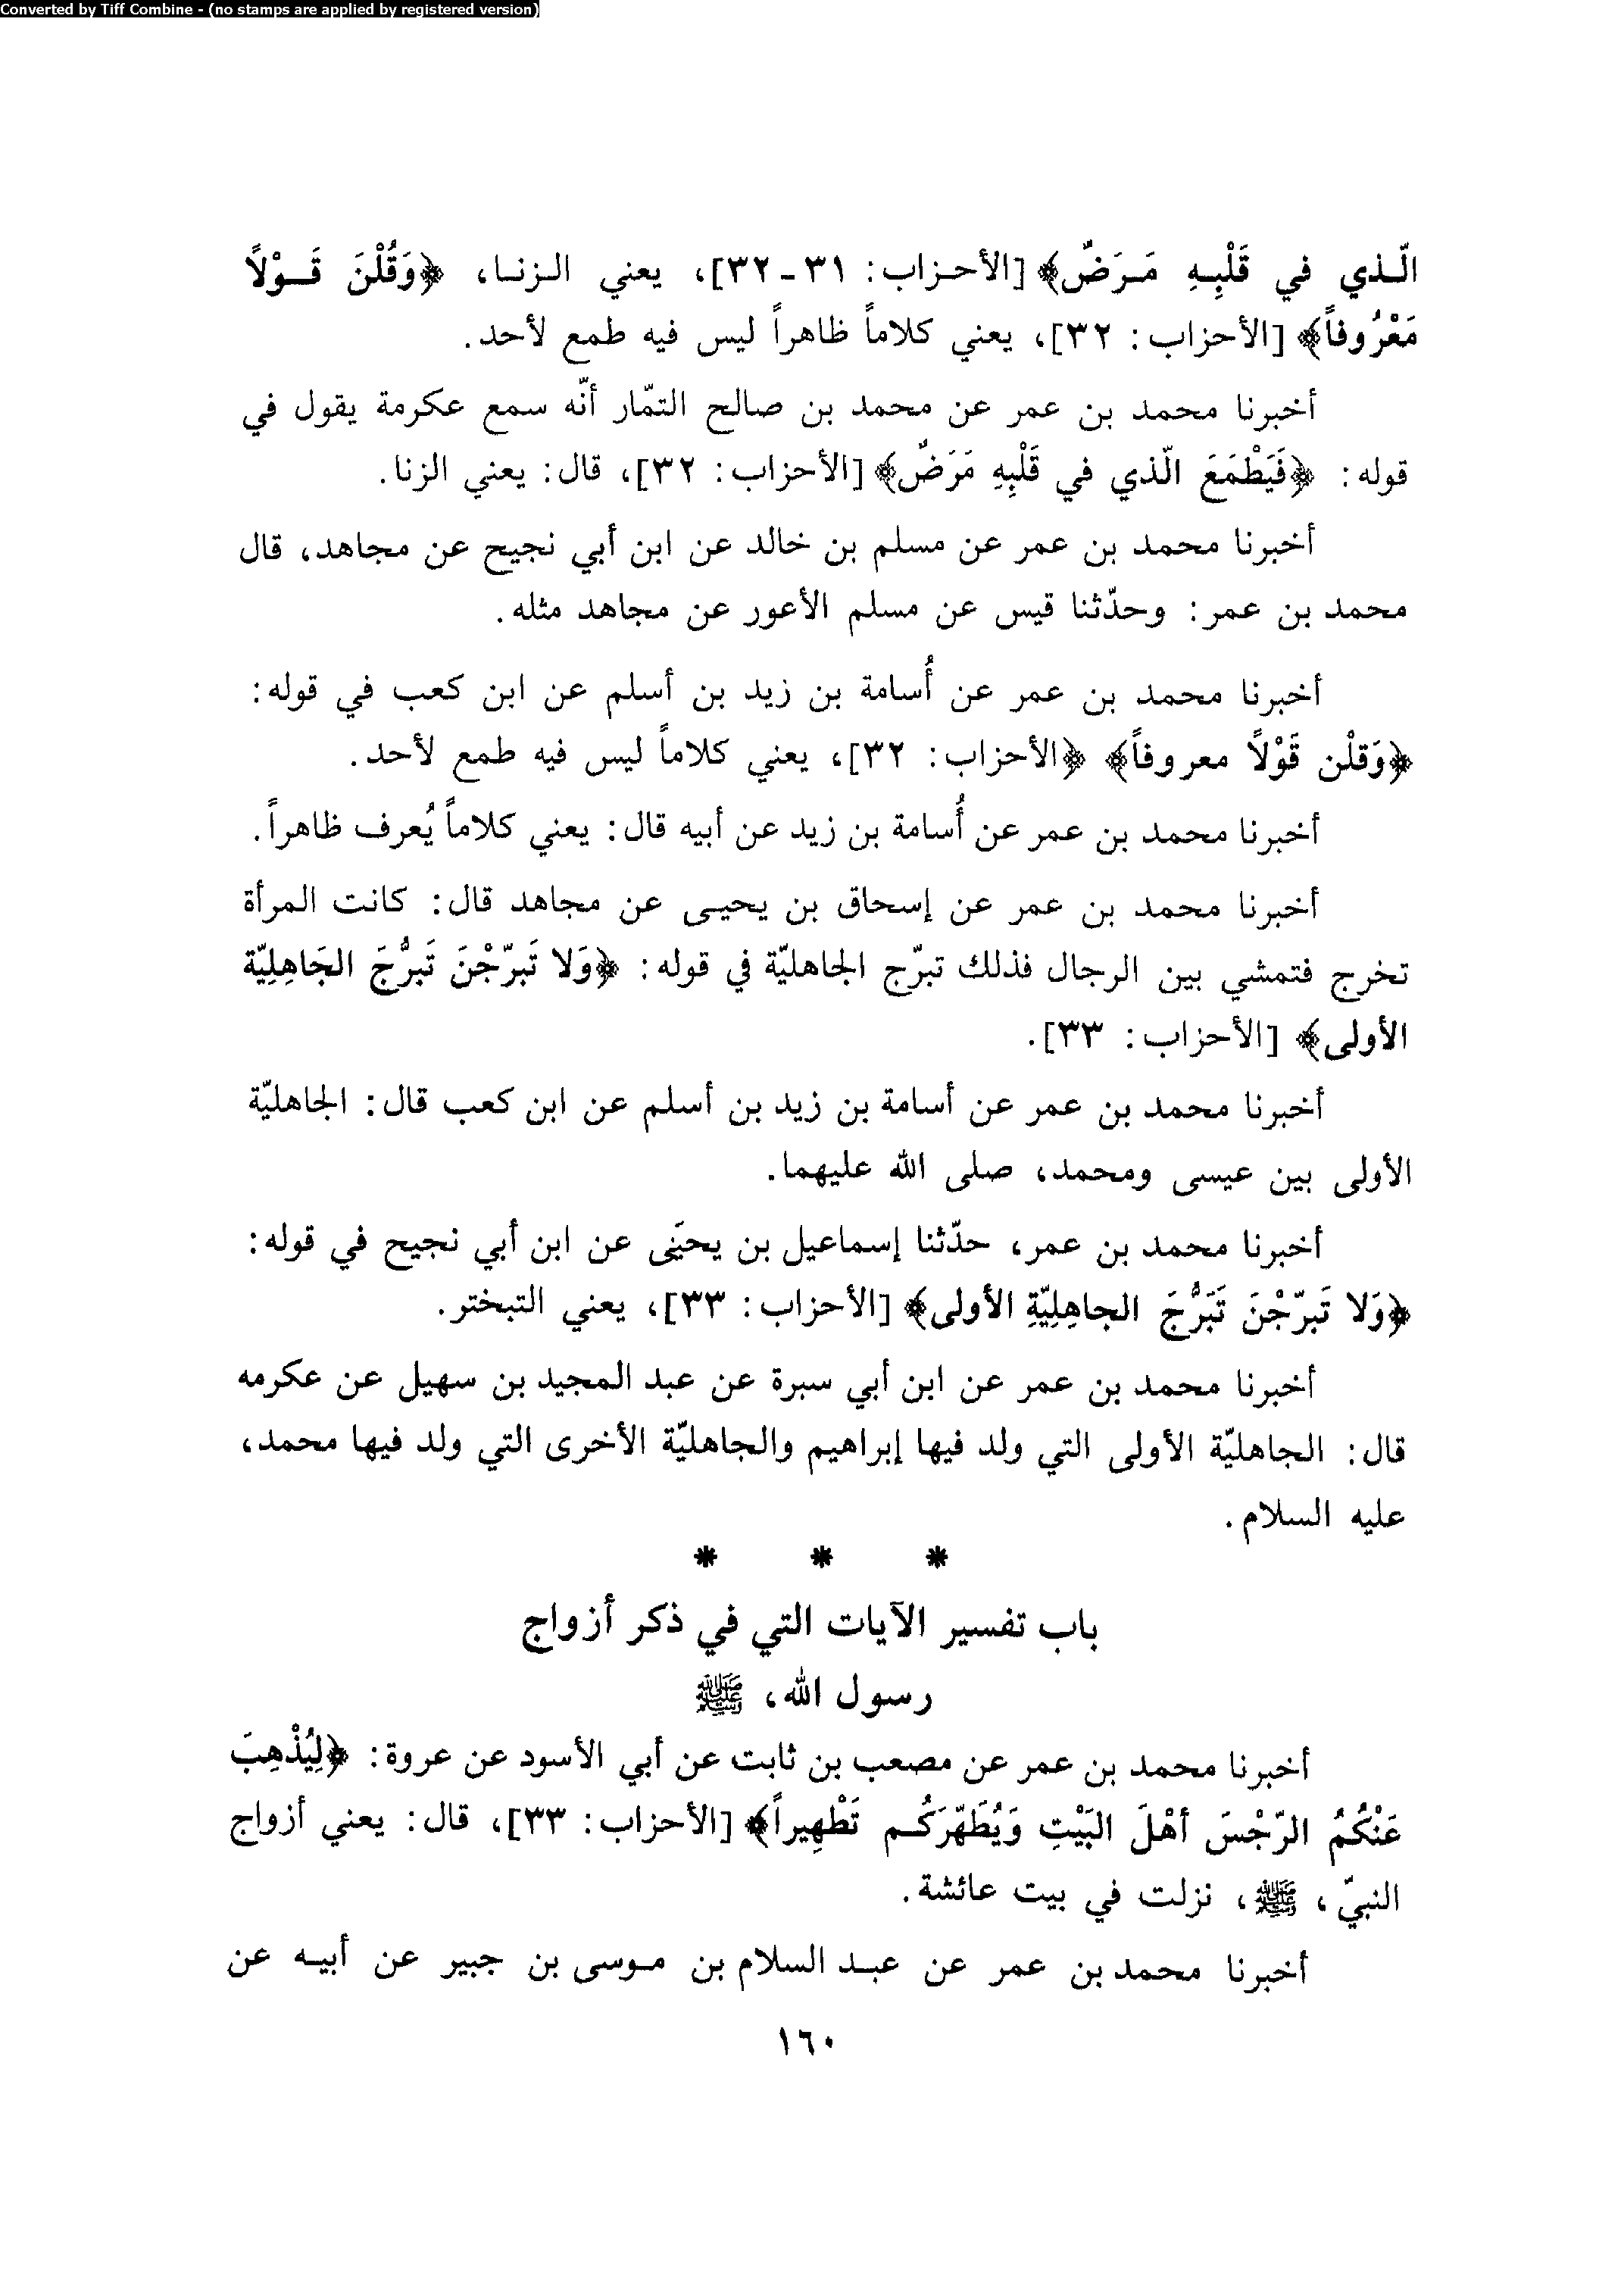 Converted by Tiff Combine - (no stamps are applied by registered version)
الّـذي في قَلْبِـهِ مَـرَضٌ﴾ [الأحـزاب: ٣١ـ٣٢]، يعني الـزنـا، ﴿وَقُلْنَ قَـوْلاً
مَعْرُوفاً﴾ [الأحزاب: ٣٢]، يعني كلاماً ظاهراً ليس فيه طمع لأحد.
أخبرنا محمد بن عمر عن محمد بن صالح التمّار أنّه سمع عكرمة يقول في
قوله: ﴿فَيَطْمَعَ الّذي في قَلْبِهِ مَرَضٌ﴾ [الأحزاب: ٣٢]، قال: يعني الزنا.
أخبرنا محمد بن عمر عن مسلم بن خالد عن ابن أبي نجيح عن مجاهد، قال
محمد بن عمر: وحدّثنا قيس عن مسلم الأعور عن مجاهد مثله.
أخبرنا محمد بن عمر عن أُسامة بن زيد بن أسلم عن ابن كعب في قوله:
﴿وَقلْن قَوْلاً معروفاً﴾ ﴿الأحزاب: ٣٢]، يعني كلاماً ليس فيه طمع لأحد.
أخبرنا محمد بن عمر عن أُسامة بن زيد عن أبيه قال: يعني كلاماً يُعرف ظاهراً.
أخبرنا محمد بن عمر عن إسحاق بن يحيـى عن مجاهد قال: كانت المرأة
تخرج فتمشي بين الرجال فذلك تبرّج الجاهليّة في قوله: ﴿وَلا تَبرّجْنَ تَبرُّجَ الجَاهِلِيّة
الأولى﴾ [الأحزاب: ٣٣].
أخبرنا محمد بن عمر عن أسامة بن زيد بن أسلم عن ابن كعب قال: الجاهليّة
الأولى بين عيسى ومحمد، صلى الله عليهما.
أخبرنا محمد بن عمر، حدّثنا إسماعيل بن يحيَى عن ابن أبي نجيح في قوله:
﴿وَلا تَبرّجْنَ تَبَرُّجَ الجاهِلِيّةِ الأولى﴾ [الأحزاب: ٣٣]، يعني التبختر.
أخبرنا محمد بن عمر عن ابن أبي سبرة عن عبد المجيد بن سهيل عن عكرمه
قال: الجاهليّة الأولى التي ولد فيها إبراهيم والجاهليّة الأخرى التي ولد فيها محمد،
عليه السلام.
* * *
باب تفسير الآيات التي في ذكر أزواج
رسول الله، ﷺ
أخبرنا محمد بن عمر عن مصعب بن ثابت عن أبي الأسود عن عروة: ﴿لِيُذْهِبَ
عَنْكُمُ الرّجْسَ أهْلَ البَيْتِ وَيُطَهّرَكُـم تَطْهِيراً﴾ [الأحزاب: ٣٣]، قال: يعني أزواج
النبيّ، ﷺ، نزلت في بيت عائشة.
أخبرنا محمد بن عمر عن عبـد السلام بن مـوسى بن جبير عن أبيـه عن
١٦٠